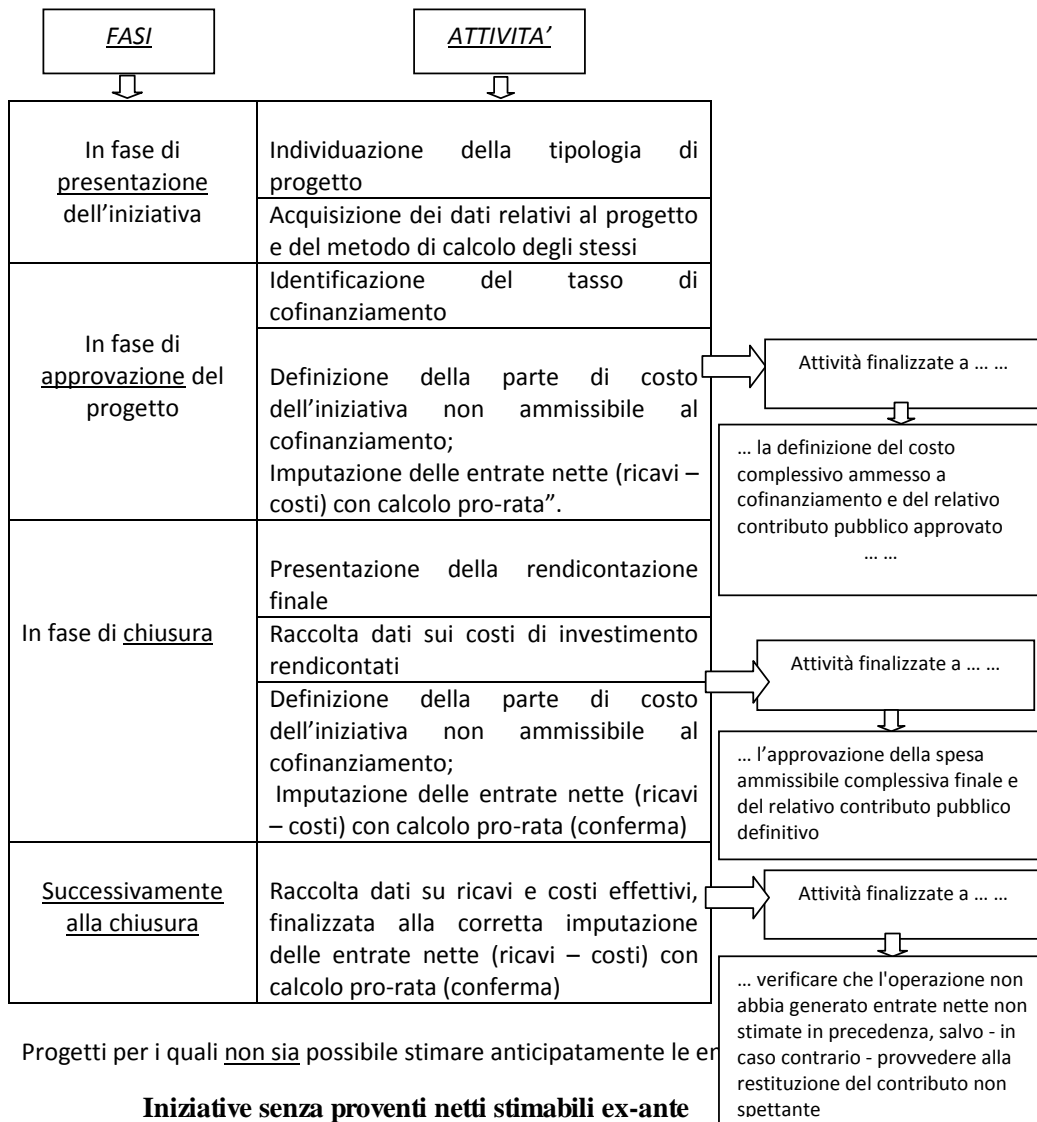 FASI
ATTIVITA’
In fase di
presentazione
dell’iniziativa
Individuazione della tipologia di
progetto
Acquisizione dei dati relativi al progetto
e del metodo di calcolo degli stessi
In fase di
approvazione del
progetto
Identificazione del tasso di
cofinanziamento
Definizione della parte di costo
dell’iniziativa non ammissibile al
cofinanziamento;
Imputazione delle entrate nette (ricavi –
costi) con calcolo pro-rata”.
Attività finalizzate a … …
… la definizione del costo
complessivo ammesso a
cofinanziamento e del relativo
contributo pubblico approvato
… …
In fase di chiusura
Presentazione della rendicontazione
finale
Raccolta dati sui costi di investimento
rendicontati
Definizione della parte di costo
dell’iniziativa non ammissibile al
cofinanziamento;
Imputazione delle entrate nette (ricavi
– costi) con calcolo pro-rata (conferma)
Attività finalizzate a … …
… l’approvazione della spesa
ammissibile complessiva finale e
del relativo contributo pubblico
definitivo
Successivamente
alla chiusura
Raccolta dati su ricavi e costi effettivi,
finalizzata alla corretta imputazione
delle entrate nette (ricavi – costi) con
calcolo pro-rata (conferma)
Attività finalizzate a … …
… verificare che l'operazione non
abbia generato entrate nette non
stimate in precedenza, salvo - in
caso contrario - provvedere alla
restituzione del contributo non
spettante
Progetti per i quali non sia possibile stimare anticipatamente le
Iniziative senza proventi netti stimabili ex-ante